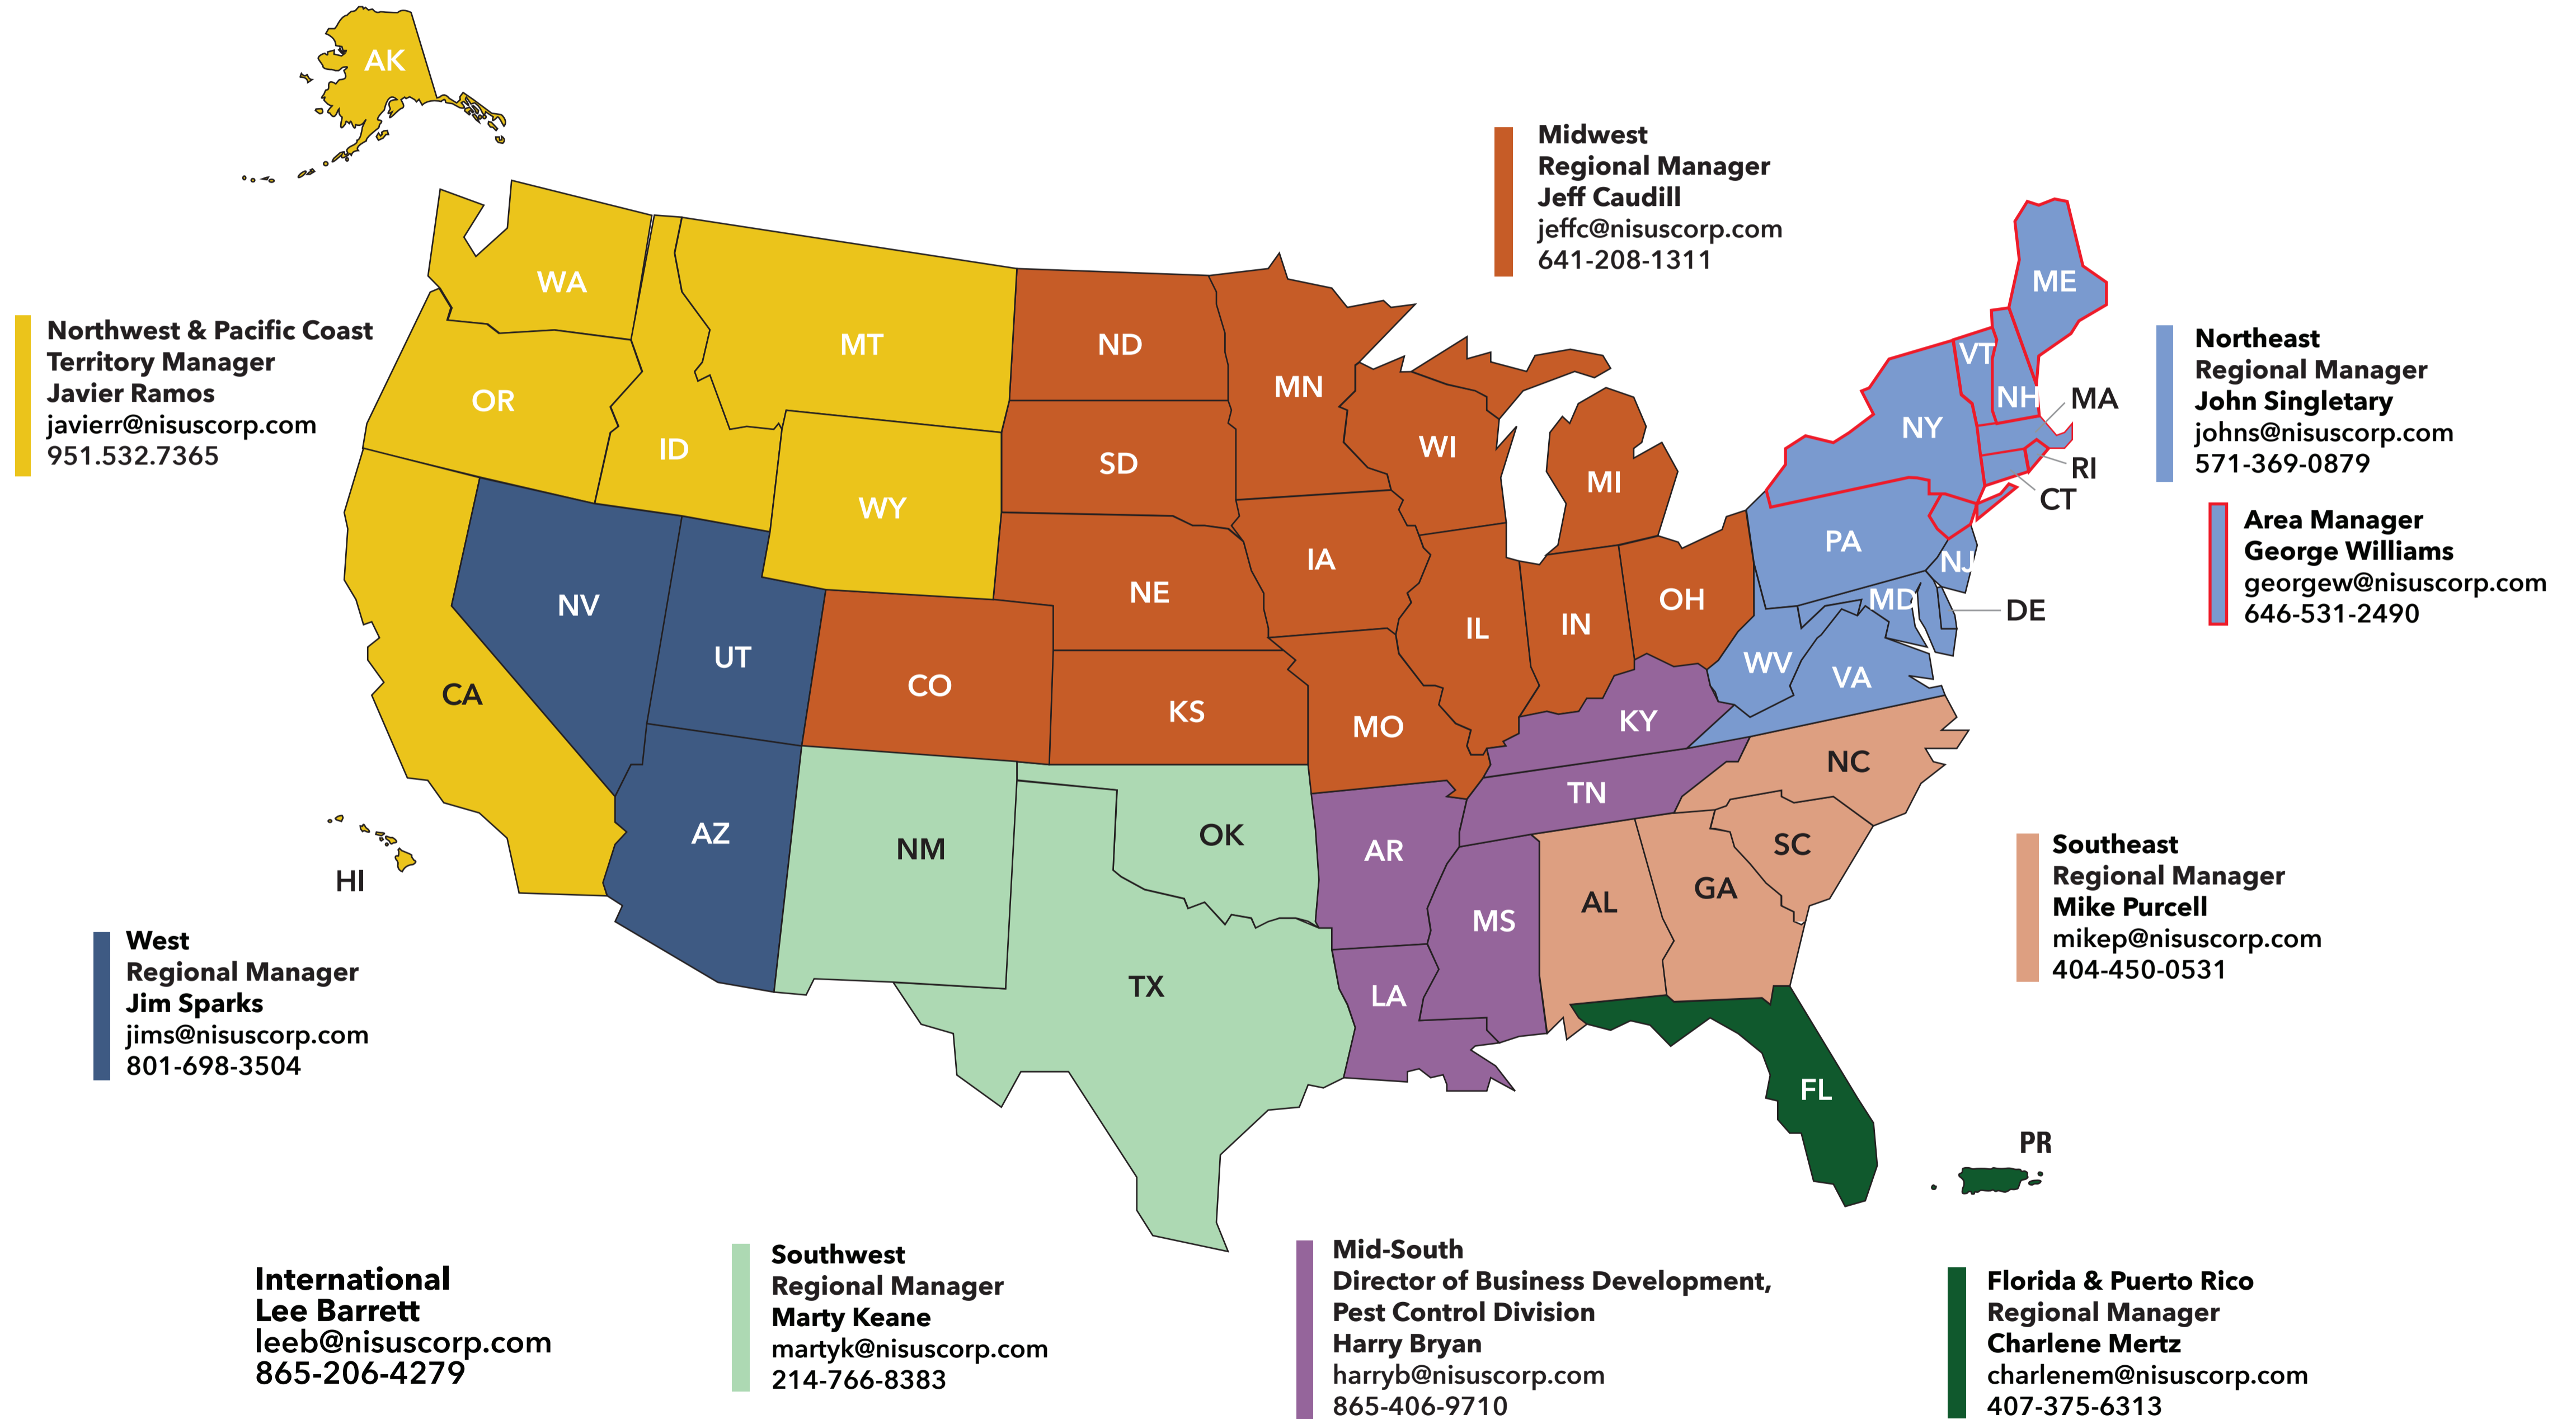 AK
Midwest
Regional Manager
Jeff Caudill
jeffc@nisuscorp.com
641-208-1311
WA
OR
ID
MT
WY
ND
SD
NE
MN
IA
WI
MI
IL
IN
OH
CO
KS
MO
NV
UT
CA
AZ
HI
NM
OK
TX
KY
TN
AR
MS
LA
AL
GA
SC
NC
FL
PR
ME
VT
NH
NY
MA
RI
CT
PA
NJ
MD
DE
WV
VA
Northwest & Pacific Coast
Territory Manager
Javier Ramos
javierr@nisuscorp.com
951.532.7365
Northeast
Regional Manager
John Singletary
johns@nisuscorp.com
571-369-0879
Area Manager
George Williams
georgew@nisuscorp.com
646-531-2490
Southeast
Regional Manager
Mike Purcell
mikep@nisuscorp.com
404-450-0531
West
Regional Manager
Jim Sparks
jims@nisuscorp.com
801-698-3504
International
Lee Barrett
leeb@nisuscorp.com
865-206-4279
Southwest
Regional Manager
Marty Keane
martyk@nisuscorp.com
214-766-8383
Mid-South
Director of Business Development,
Pest Control Division
Harry Bryan
harryb@nisuscorp.com
865-406-9710
Florida & Puerto Rico
Regional Manager
Charlene Mertz
charlenem@nisuscorp.com
407-375-6313